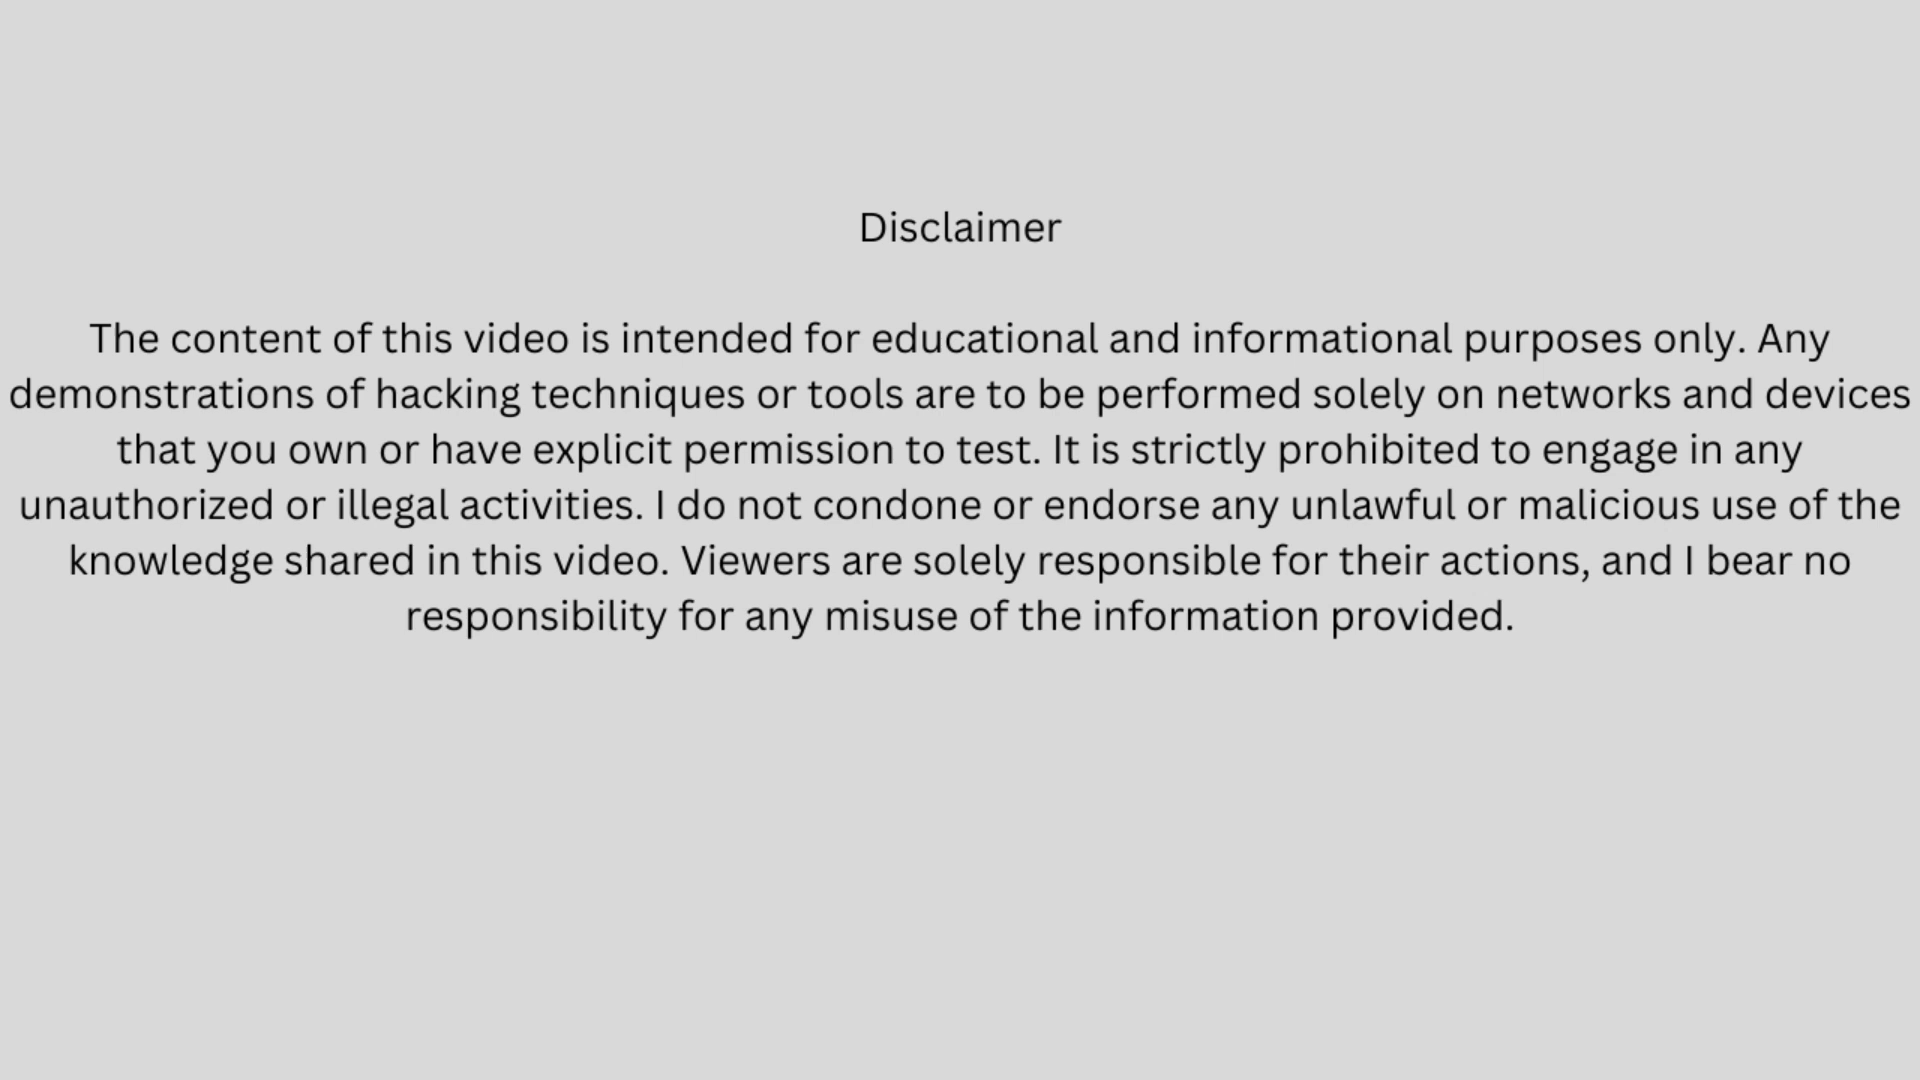 Disclaimer
The content of this video is intended for educational and informational purposes only. Any
demonstrations of hacking techniques or tools are to be performed solely on networks and devices
that you own or have explicit permission to test. It is strictly prohibited to engage in any
unauthorized or illegal activities. I do not condone or endorse any unlawful or malicious use of the
knowledge shared in this video. Viewers are solely responsible for their actions, and I bear no
responsibility for any misuse of the information provided.